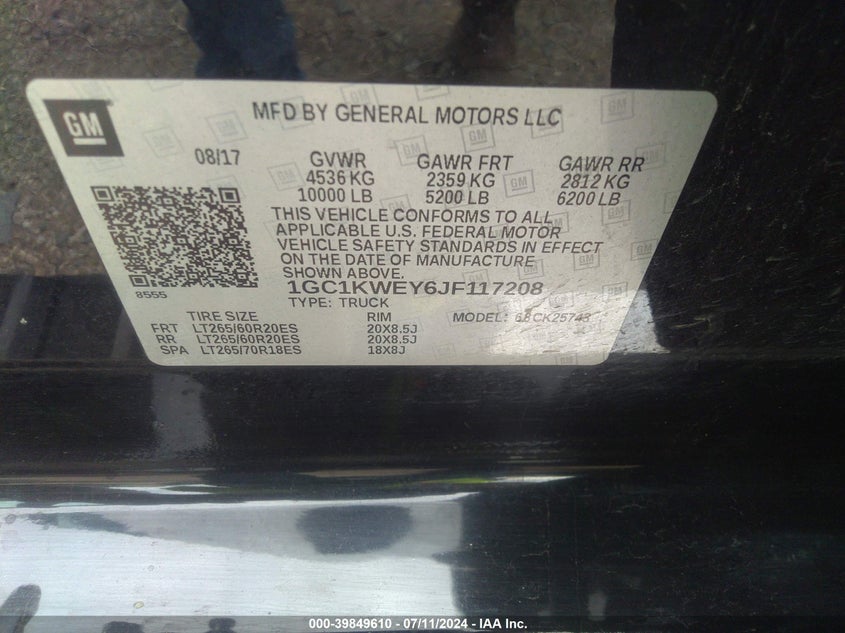 GM
MFD BY GENERAL MOTORS LLC
08/17 GVWR GAWR FRT GAWR RR
4536 KG 2359 KG 2812 KG
10000 LB 5200 LB 6200 LB
THIS VEHICLE CONFORMS TO ALL
APPLICABLE U.S. FEDERAL MOTOR
VEHICLE SAFETY STANDARDS IN EFFECT
ON THE DATE OF MANUFACTURE
SHOWN ABOVE.
8555
1GC1KWEY6JF117208
TYPE: TRUCK
TIRE SIZE RIM MODEL:
FRT LT265/60R20ES 20X8.5J
RR LT265/60R20ES 20X8.5J
SPA LT265/70R18ES 18X8J
000-39849610 - 07/11/2024 - IAA Inc.